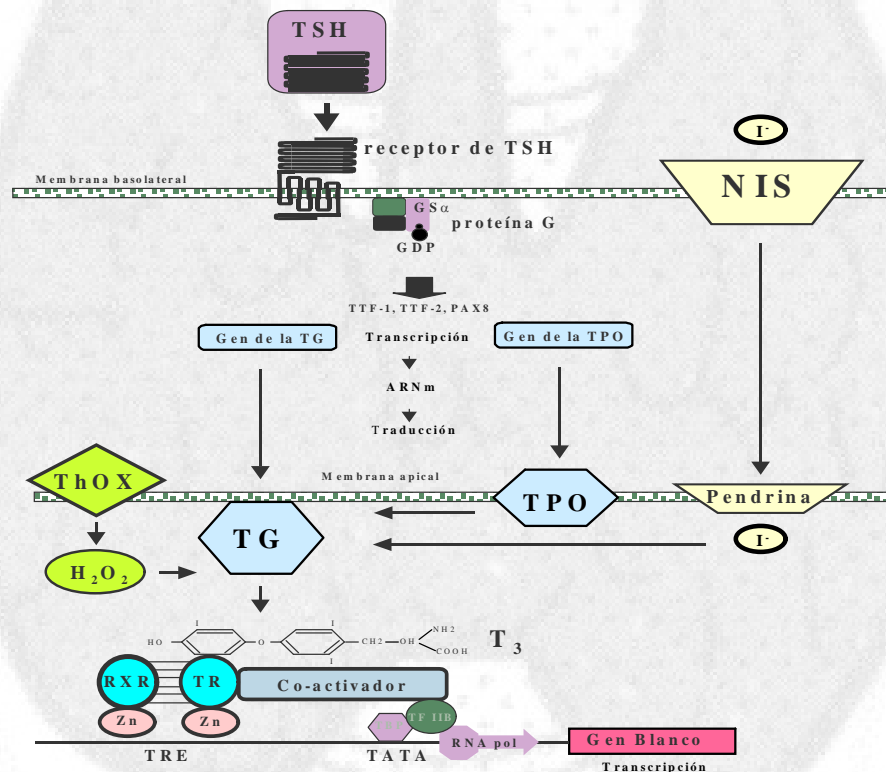 TSH
receptor de TSH
I-
Membrana basolateral
NIS
GSα
proteína G
GDP
TTF-1, TTF-2, PAX8
Gen de la TG
Transcripción
Gen de la TPO
ARNm
Traducción
Membrana apical
ThOX
TPO
Pendrina
TG
I-
H2O2
I
I
NH2
HO
O
CH2
OH
COOH
T3
I
RXR
TR
Co-activador
Zn
Zn
TF IIB
RNA pol
Gen Blanco
TRE
TATA
Transcripción